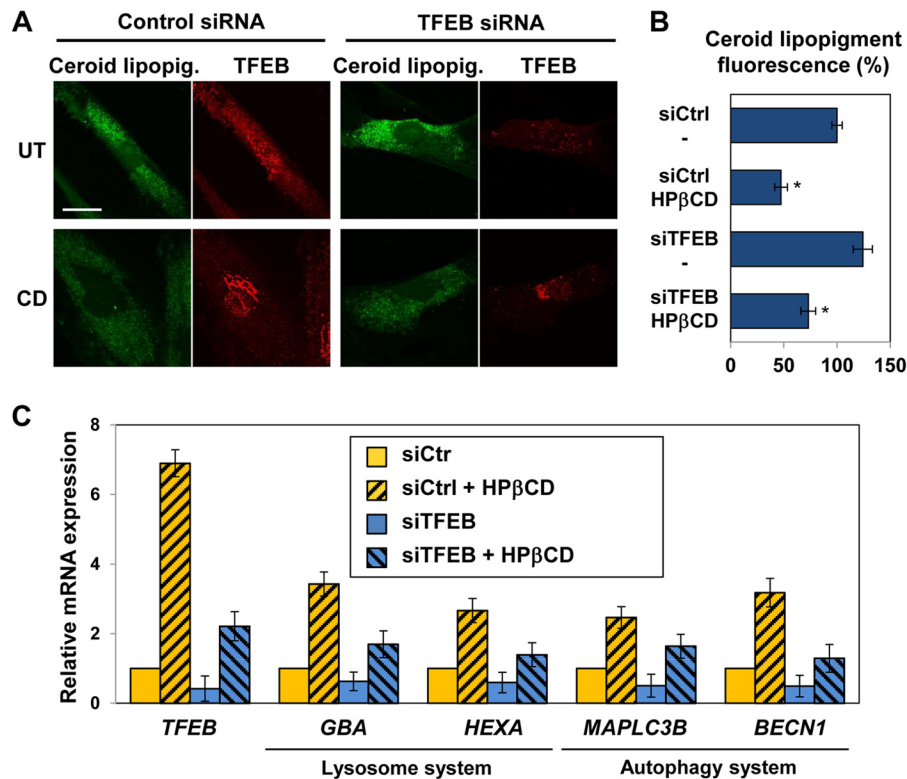 A
Control siRNA
TFEB siRNA
Ceroid lipopig.
TFEB
Ceroid lipopig.
TFEB
UT
CD
B
Ceroid lipopigment
fluorescence (%)
siCtrl
-
siCtrl
HPβCD
*
siTFEB
-
siTFEB
HPβCD
*
0 50 100 150
C
Relative mRNA expression
8
6
4
2
0
siCtr
siCtrl + HPβCD
siTFEB
siTFEB + HPβCD
TFEB GBA HEXA MAPLC3B BECN1
Lysosome system Autophagy system